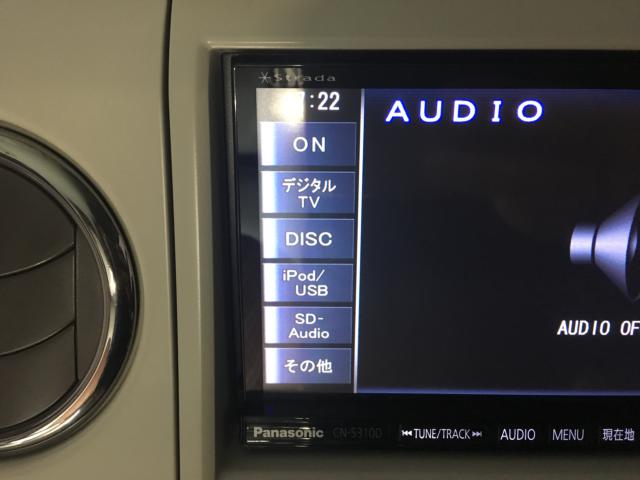 Strada
7:22
AUDIO
ON
デジタル
TV
DISC
iPod/
USB
SD-
Audio
その他
AUDIO OF
Panasonic CN-S310D ⏮TUNE/TRACK⏭ AUDIO MENU 現在地